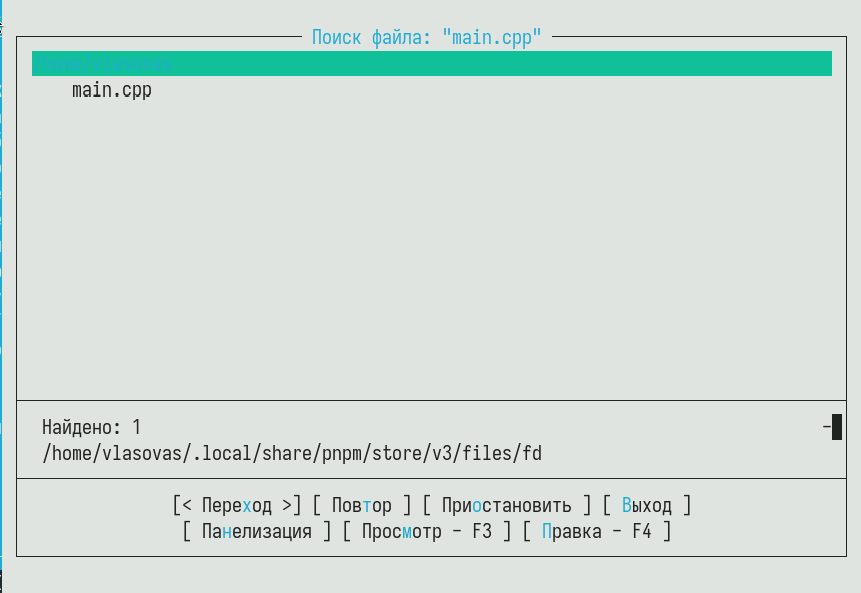 Поиск файла: "main.cpp"
/home/vlasovas
main.cpp
Найдено: 1
/home/vlasovas/.local/share/pnpm/store/v3/files/fd
[< Переход >] [ Повтор ] [ Приостановить ] [ Выход ]
[ Панелизация ] [ Просмотр - F3 ] [ Правка - F4 ]